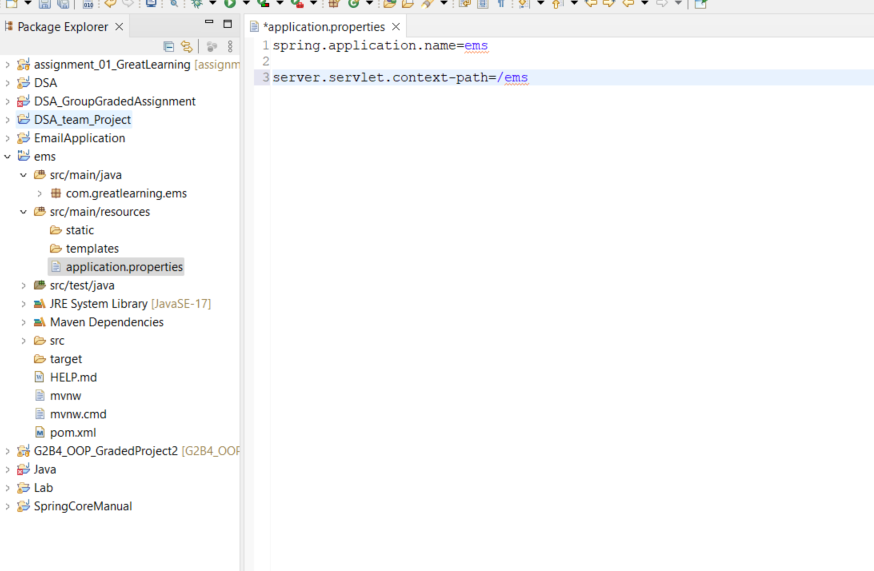 Package Explorer
assignment_01_GreatLearning [assignm
DSA
DSA_GroupGradedAssignment
DSA_team_Project
EmailApplication
ems
src/main/java
com.greatlearning.ems
src/main/resources
static
templates
application.properties
src/test/java
JRE System Library [JavaSE-17]
Maven Dependencies
src
target
HELP.md
mvnw
mvnw.cmd
pom.xml
G2B4_OOP_GradedProject2 [G2B4_OOP
Java
Lab
SpringCoreManual
*application.properties
1 spring.application.name=ems
2
3 server.servlet.context-path=/ems